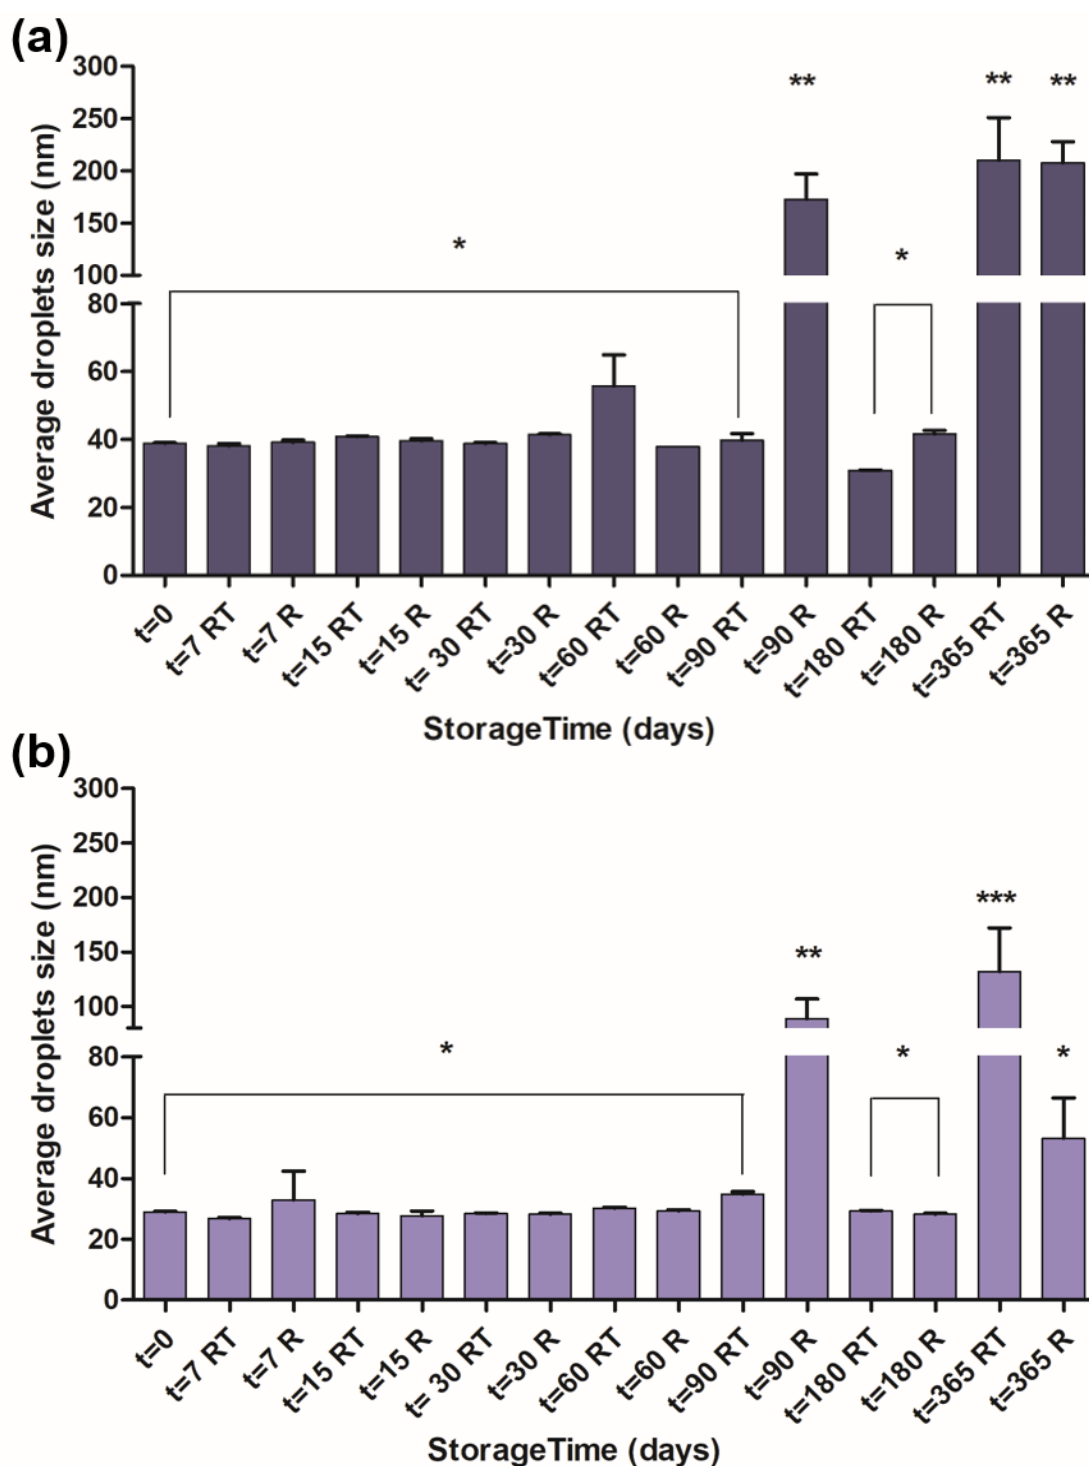 (a)
Average droplets size (nm)
300
250
200
150
100
80
60
40
20
0
*
**
*
**
**
t=0
t=7 RT
t=7 R
t=15 RT
t=15 R
t= 30 RT
t=30 R
t=60 RT
t=60 R
t=90 RT
t=90 R
t=180 RT
t=180 R
t=365 RT
t=365 R
StorageTime (days)
(b)
Average droplets size (nm)
300
250
200
150
100
80
60
40
20
0
*
**
*
***
*
t=0
t=7 RT
t=7 R
t=15 RT
t=15 R
t= 30 RT
t=30 R
t=60 RT
t=60 R
t=90 RT
t=90 R
t=180 RT
t=180 R
t=365 RT
t=365 R
StorageTime (days)